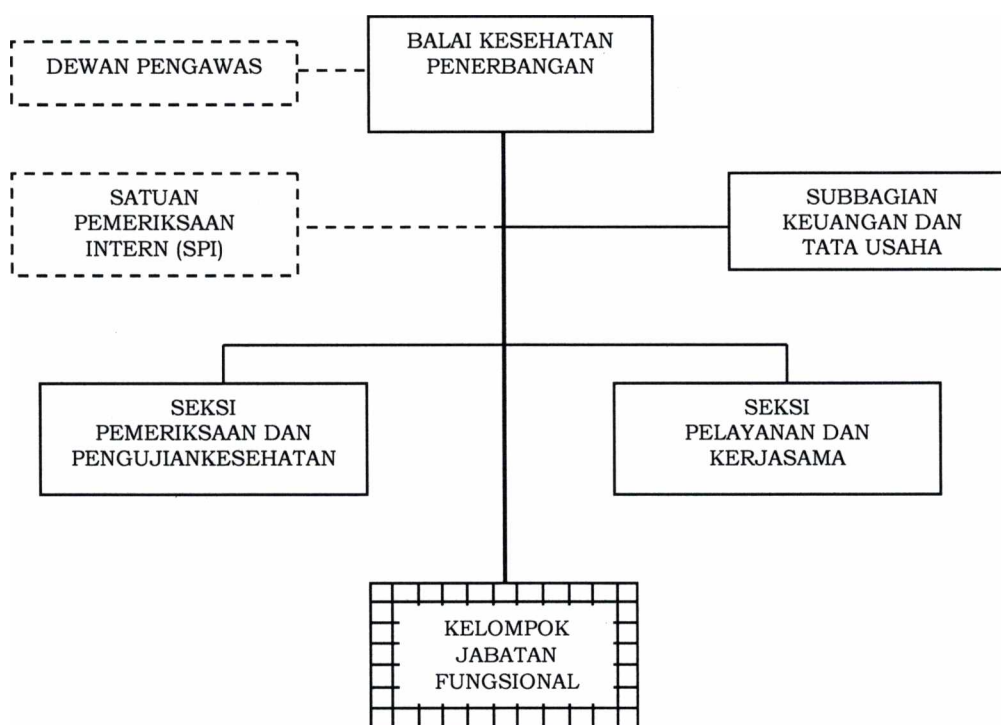 BALAI KESEHATAN
PENERBANGAN
DEWAN PENGAWAS
SATUAN
PEMERIKSAAN
INTERN (SPI)
SUBBAGIAN
KEUANGAN DAN
TATA USAHA
SEKSI
PEMERIKSAAN DAN
PENGUJIANKESEHATAN
SEKSI
PELAYANAN DAN
KERJASAMA
KELOMPOK
JABATAN
FUNGSIONAL